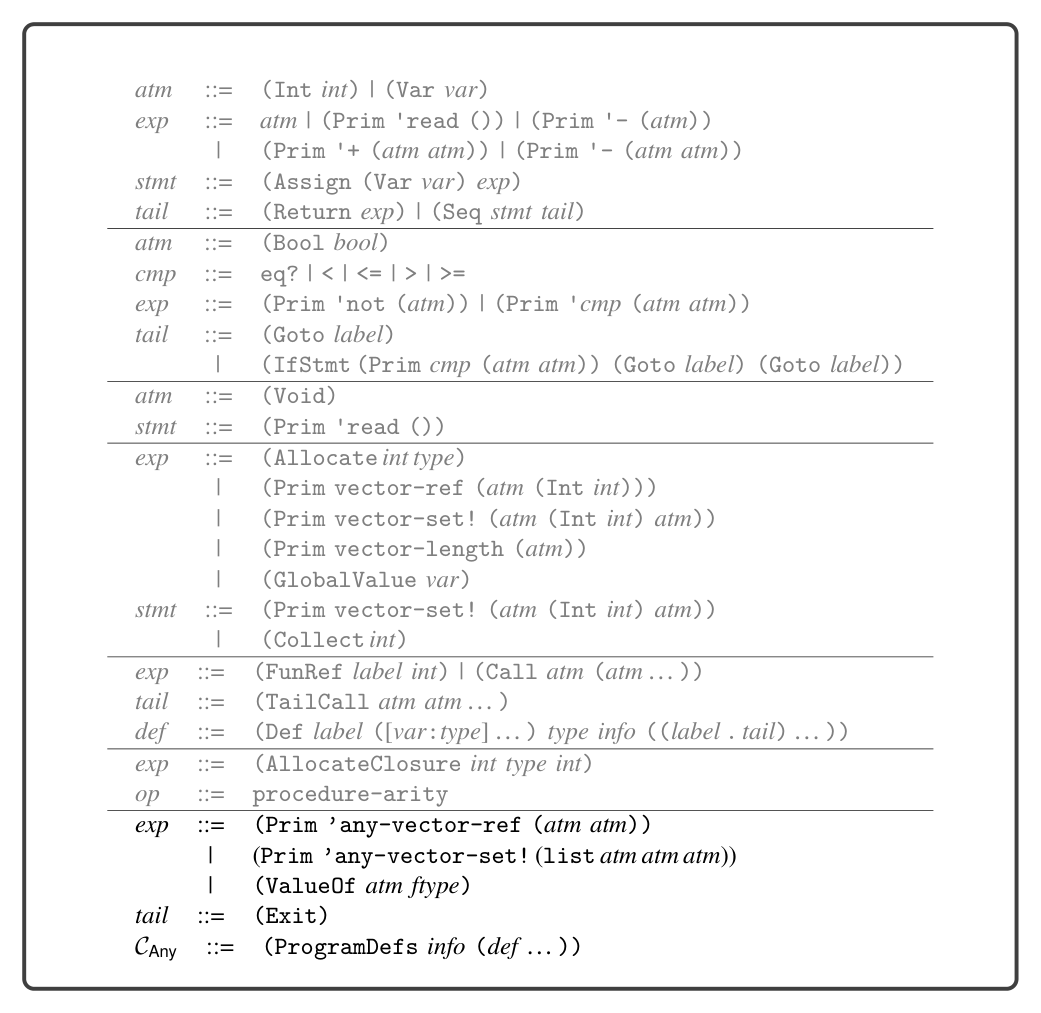 atm ::= (Int int) | (Var var)
exp ::= atm | (Prim 'read ()) | (Prim '- (atm))
| (Prim '+ (atm atm)) | (Prim '- (atm atm))
stmt ::= (Assign (Var var) exp)
tail ::= (Return exp) | (Seq stmt tail)
atm ::= (Bool bool)
cmp ::= eq? | < | <= | > | >=
exp ::= (Prim 'not (atm)) | (Prim 'cmp (atm atm))
tail ::= (Goto label)
| (IfStmt (Prim cmp (atm atm)) (Goto label) (Goto label))
atm ::= (Void)
stmt ::= (Prim 'read ())
exp ::= (Allocate int type)
| (Prim vector-ref (atm (Int int)))
| (Prim vector-set! (atm (Int int) atm))
| (Prim vector-length (atm))
| (GlobalValue var)
stmt ::= (Prim vector-set! (atm (Int int) atm))
| (Collect int)
exp ::= (FunRef label int) | (Call atm (atm ...))
tail ::= (TailCall atm atm ...)
def ::= (Def label ([var:type] ...) type info ((label . tail) ...))
exp ::= (AllocateClosure int type int)
op ::= procedure-arity
exp ::= (Prim ’any-vector-ref (atm atm))
| (Prim ’any-vector-set! (list atm atm atm))
| (ValueOf atm ftype)
tail ::= (Exit)
𝒞Any ::= (ProgramDefs info (def ...))